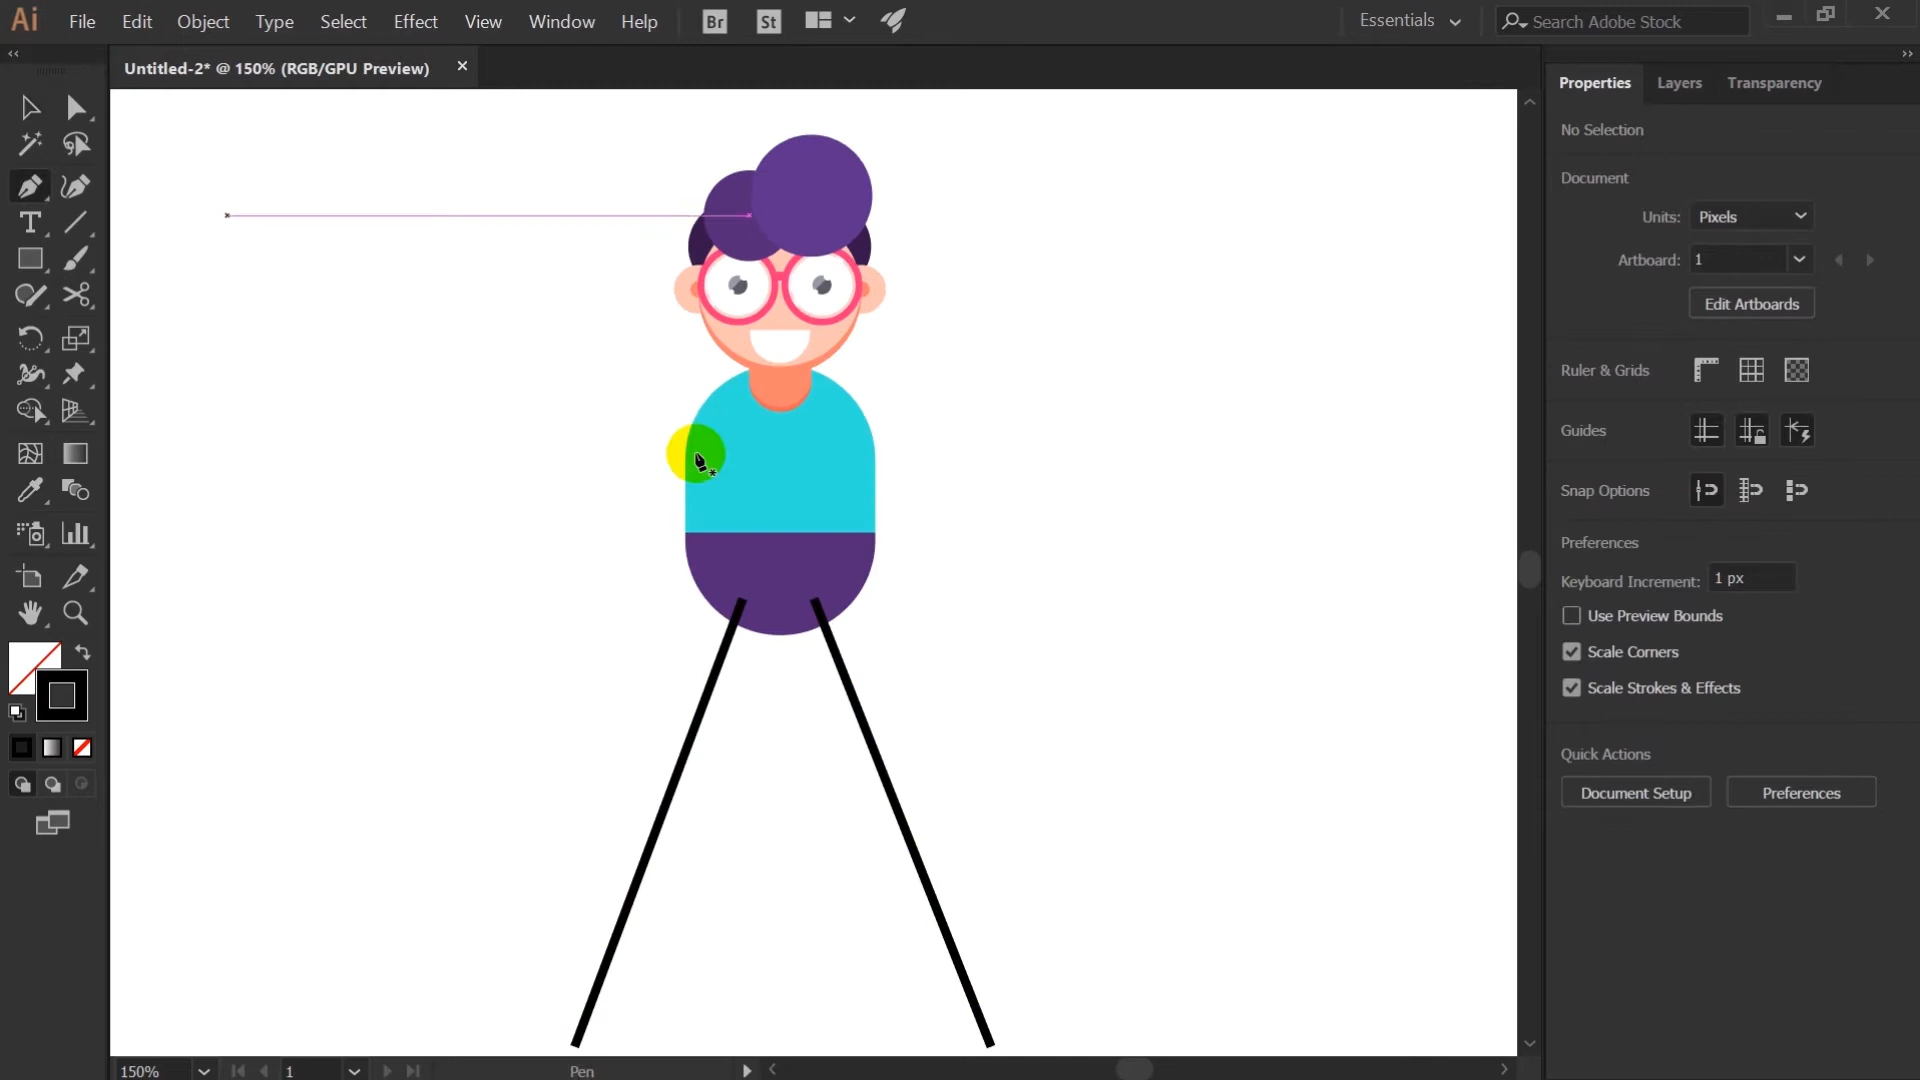 Ai File Edit Object Type Select Effect View Window Help Br St Essentials Search Adobe Stock
Untitled-2* @ 150% (RGB/GPU Preview)
Properties Layers Transparency
No Selection
Document
Units: Pixels
Artboard: 1
Edit Artboards
Ruler & Grids
Guides
Snap Options
Preferences
Keyboard Increment: 1 px
Use Preview Bounds
Scale Corners
Scale Strokes & Effects
Quick Actions
Document Setup Preferences
150% 1 Pen